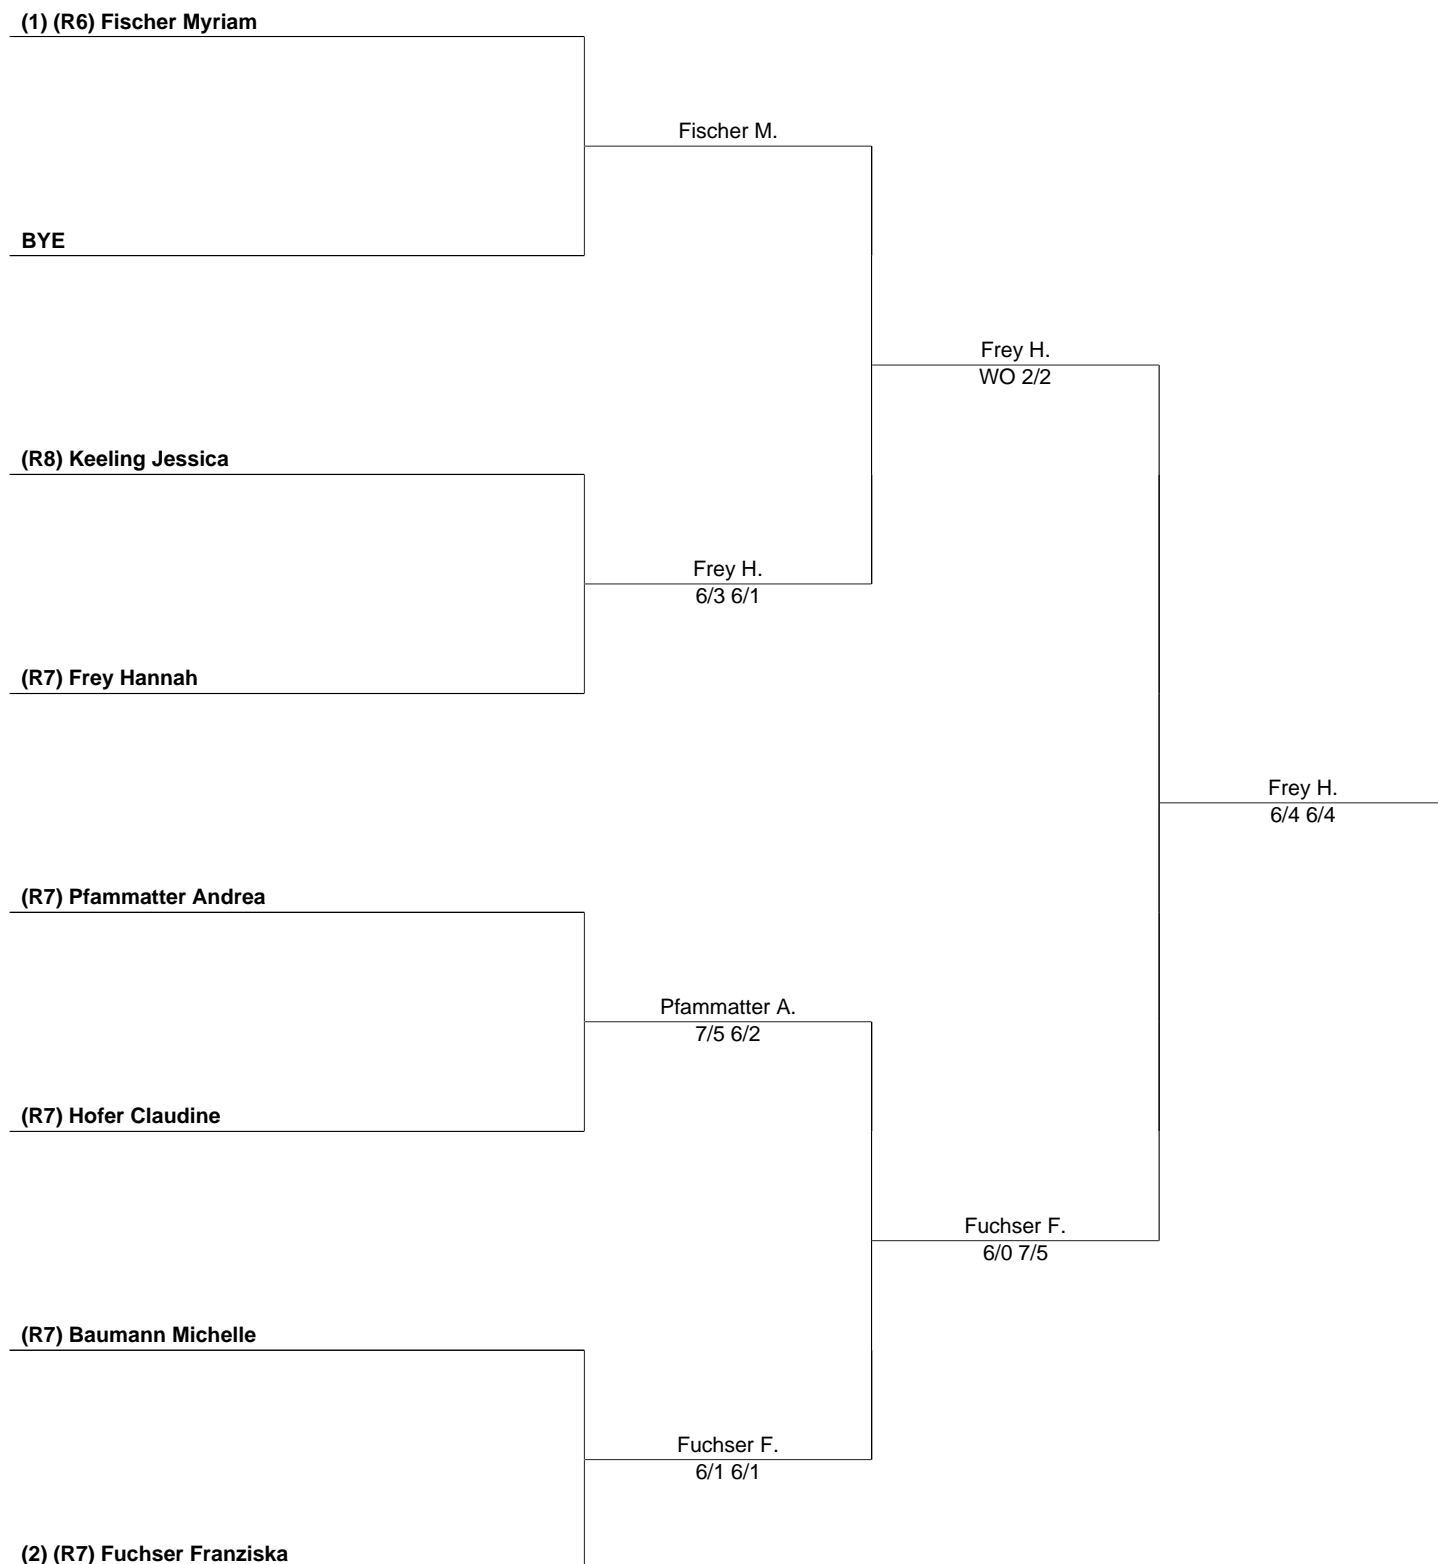 (1) (R6) Fischer Myriam
Fischer M.
BYE
Frey H.
WO 2/2
(R8) Keeling Jessica
Frey H.
6/3 6/1
(R7) Frey Hannah
Frey H.
6/4 6/4
(R7) Pfammatter Andrea
Pfammatter A.
7/5 6/2
(R7) Hofer Claudine
Fuchser F.
6/0 7/5
(R7) Baumann Michelle
Fuchser F.
6/1 6/1
(2) (R7) Fuchser Franziska